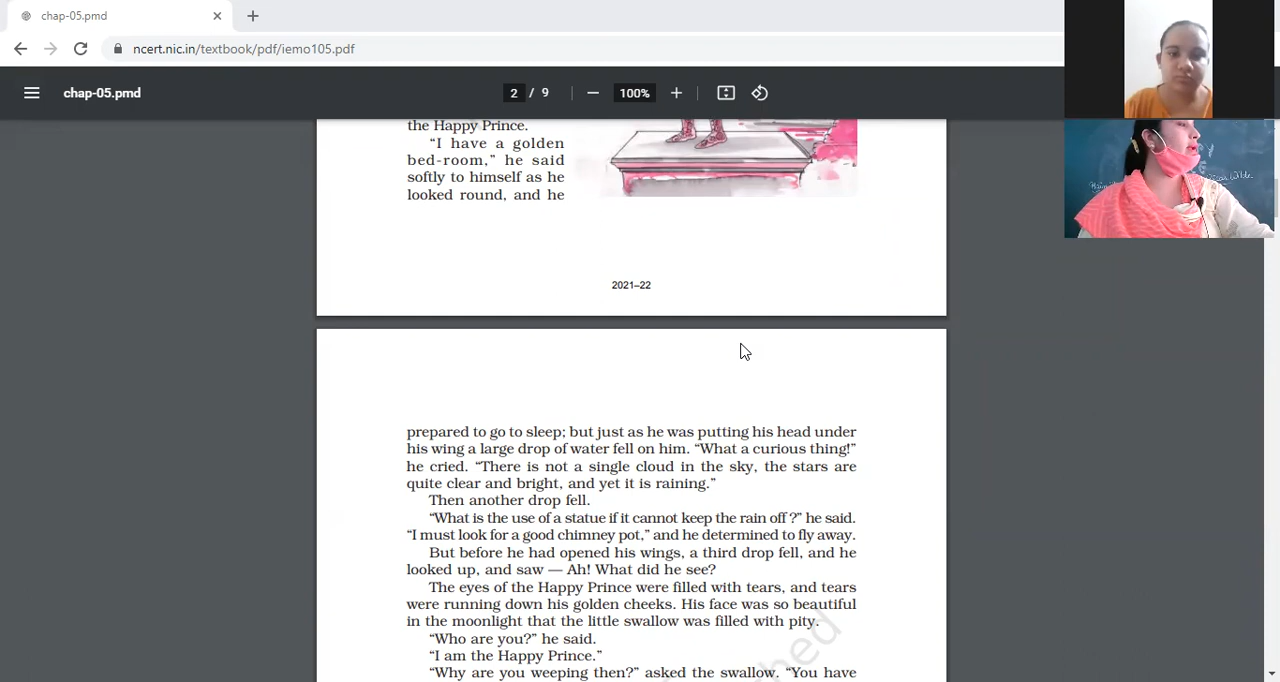 chap-05.pmd
ncert.nic.in/textbook/pdf/iemo105.pdf
chap-05.pmd
2 / 9
100%
the Happy Prince.
“I have a golden
bed-room,” he said
softly to himself as he
looked round, and he
2021–22
prepared to go to sleep; but just as he was putting his head under
his wing a large drop of water fell on him. “What a curious thing!”
he cried. “There is not a single cloud in the sky, the stars are
quite clear and bright, and yet it is raining.”
Then another drop fell.
“What is the use of a statue if it cannot keep the rain off ?” he said.
“I must look for a good chimney pot,” and he determined to fly away.
But before he had opened his wings, a third drop fell, and he
looked up, and saw — Ah! What did he see?
The eyes of the Happy Prince were filled with tears, and tears
were running down his golden cheeks. His face was so beautiful
in the moonlight that the little swallow was filled with pity.
“Who are you?” he said.
“I am the Happy Prince.”
“Why are you weeping then?” asked the swallow. “You have